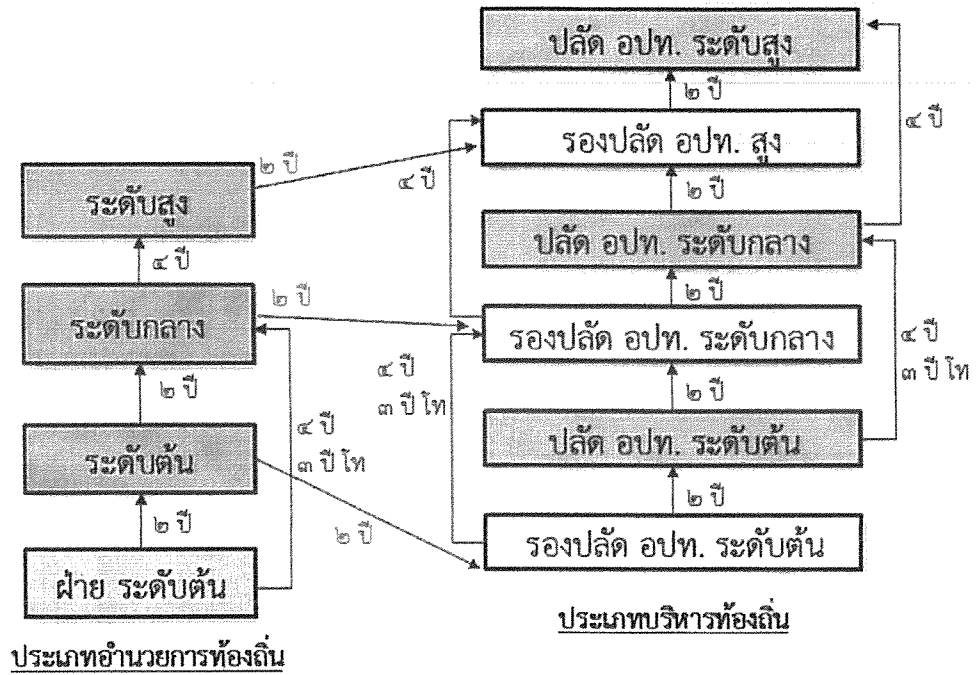 ปลัด อปท. ระดับสูง
๒ ปี
๔ ปี
รองปลัด อปท. สูง
๒ ปี
๔ ปี
ระดับสูง
๒ ปี
ปลัด อปท. ระดับกลาง
๔ ปี
๒ ปี
๒ ปี
ระดับกลาง
รองปลัด อปท. ระดับกลาง
๔ ปี
๓ ปี โท
๔ ปี
๓ ปี โท
๒ ปี
๒ ปี
๔ ปี
๓ ปี โท
ระดับต้น
ปลัด อปท. ระดับต้น
๒ ปี
๒ ปี
๒ ปี
ฝ่าย ระดับต้น
รองปลัด อปท. ระดับต้น
ประเภทบริหารท้องถิ่น
ประเภทอำนวยการท้องถิ่น